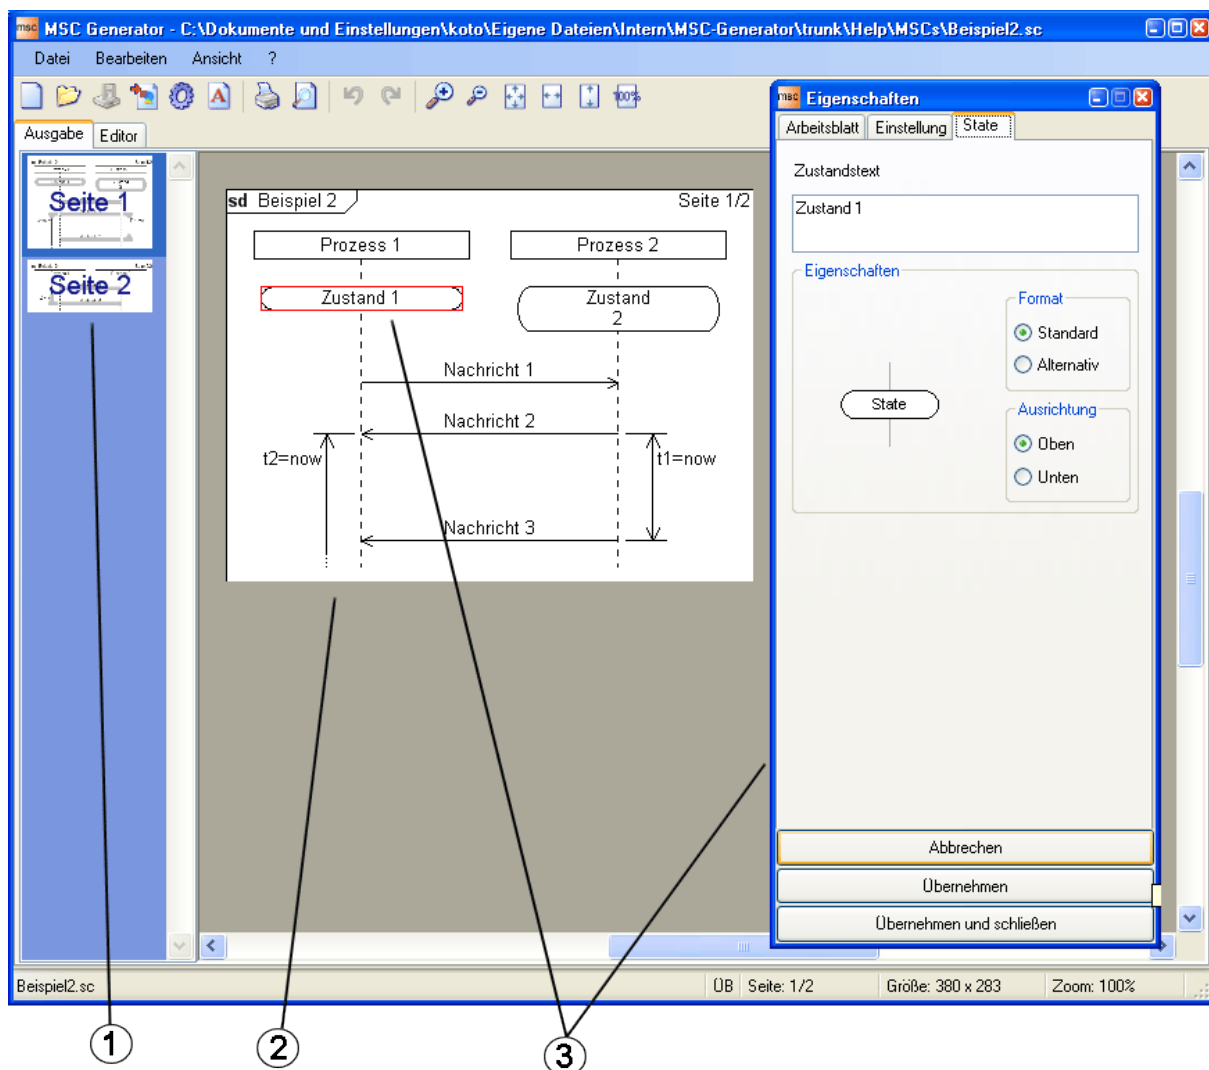 MSC Generator - C:\Dokumente und Einstellungen\koto\Eigene Dateien\Intern\MSC-Generator\trunk\Help\MSCs\Beispiel2.sc
Datei Bearbeiten Ansicht ?
100%
Ausgabe Editor
Seite 1
Seite 2
sd Beispiel 2 Seite 1/2
Prozess 1 Prozess 2
Zustand 1 Zustand
2
Nachricht 1
Nachricht 2
t2=now t1=now
Nachricht 3
msc Eigenschaften
Arbeitsblatt Einstellung State
Zustandstext
Zustand 1
Eigenschaften
Format
Standard
Alternativ
State
Ausrichtung
Oben
Unten
Abbrechen
Übernehmen
Übernehmen und schließen
Beispiel2.sc ÜB Seite: 1/2 Größe: 380 x 283 Zoom: 100%
1 2 3